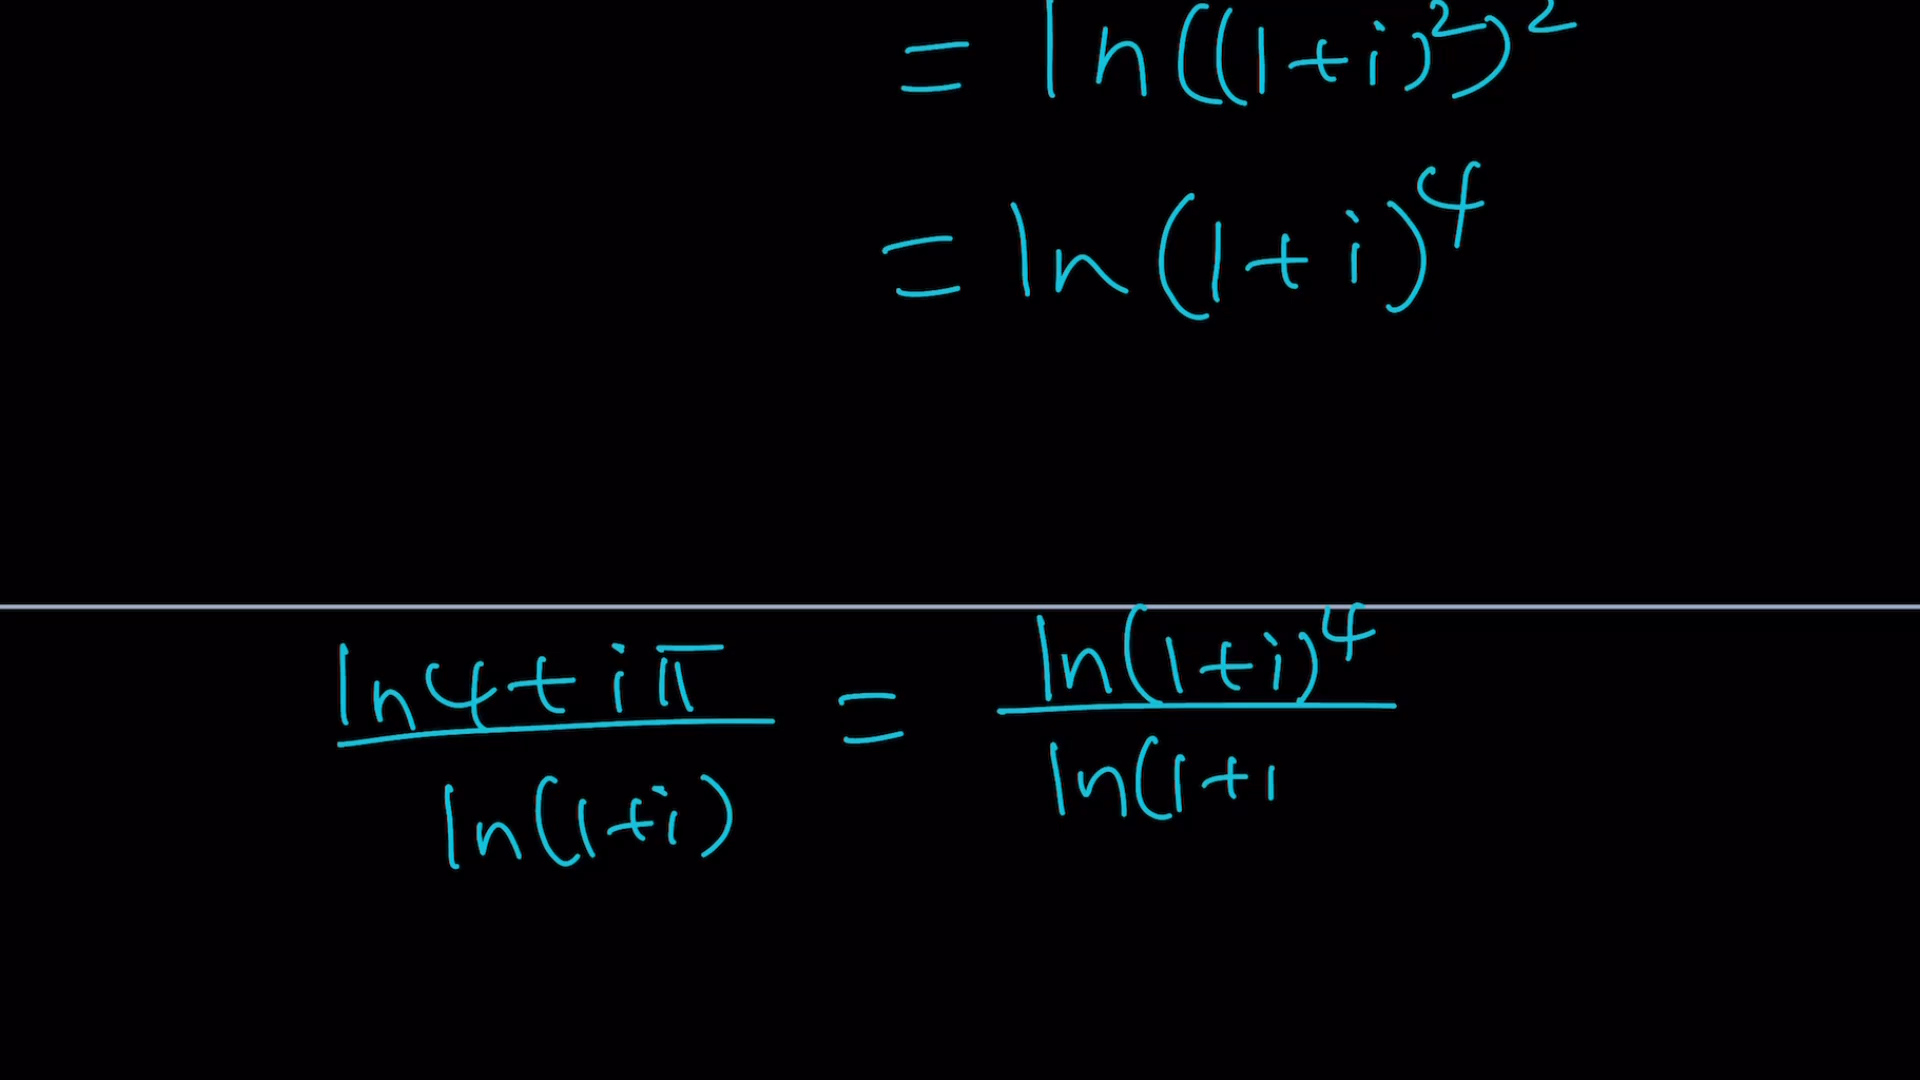 = ln((1+i)²)²
= ln(1+i)⁴
ln4+iπ / ln(1+i) = ln(1+i)⁴ / ln(1+i